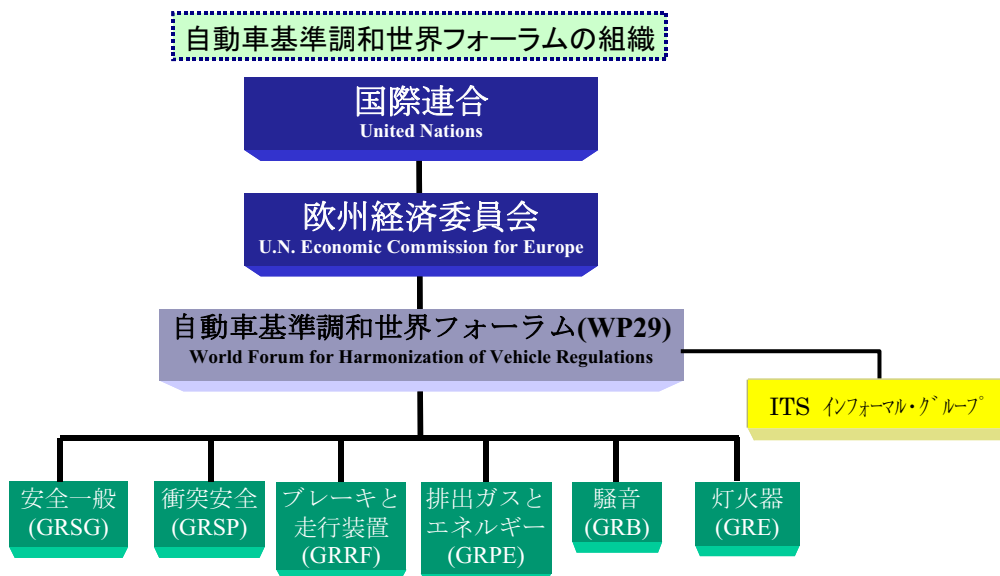 自動車基準調和世界フォーラムの組織
国際連合
United Nations
欧州経済委員会
U.N. Economic Commission for Europe
自動車基準調和世界フォーラム(WP29)
World Forum for Harmonization of Vehicle Regulations
ITS インフォーマル・グループ
安全一般
(GRSG)
衝突安全
(GRSP)
ブレーキと
走行装置
(GRRF)
排出ガスと
エネルギー
(GRPE)
騒音
(GRB)
灯火器
(GRE)